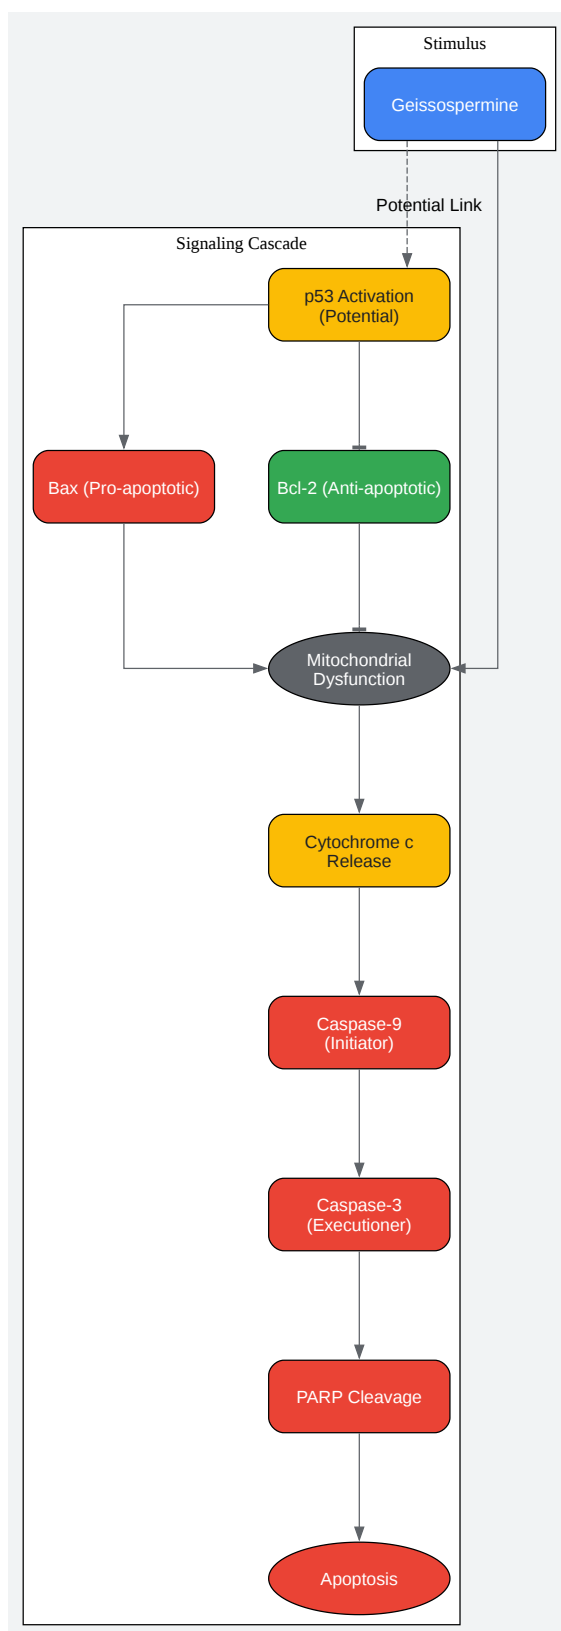 Stimulus
Geissospermine
Potential Link
Signaling Cascade
p53 Activation
(Potential)
Bax (Pro-apoptotic)
Bcl-2 (Anti-apoptotic)
Mitochondrial
Dysfunction
Cytochrome c
Release
Caspase-9
(Initiator)
Caspase-3
(Executioner)
PARP Cleavage
Apoptosis